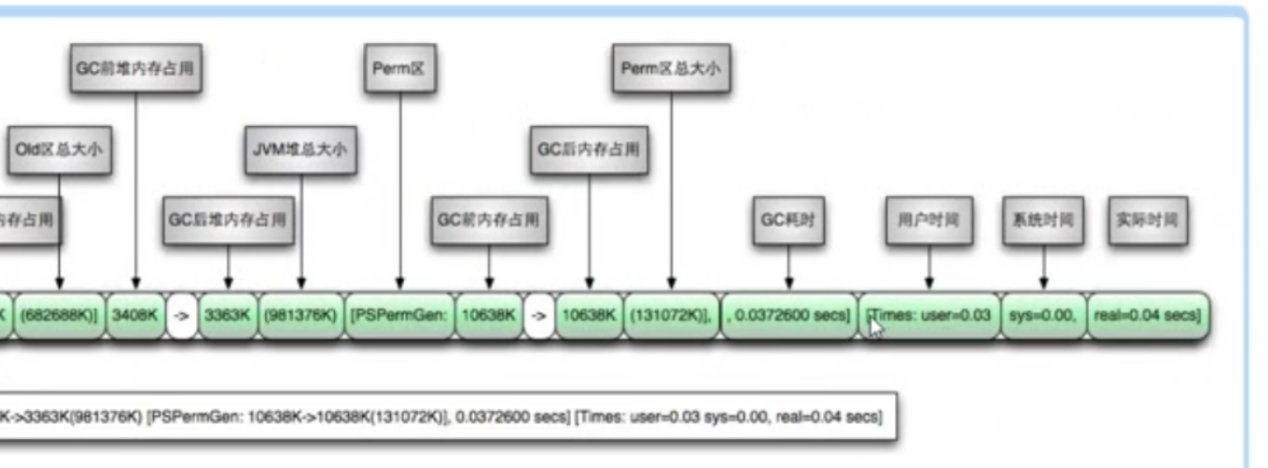 GC前堆内存占用
Perm区
Perm区总大小
Old区总大小
JVM堆总大小
GC后内存占用
内存占用
GC后堆内存占用
GC前内存占用
GC耗时
用户时间
系统时间
实际时间
K (682688K)] 3408K -> 3363K (981376K) [PSPermGen: 10638K -> 10638K (131072K)], , 0.0372600 secs] [Times: user=0.03 sys=0.00, real=0.04 secs]
K->3363K(981376K) [PSPermGen: 10638K->10638K(131072K)], 0.0372600 secs] [Times: user=0.03 sys=0.00, real=0.04 secs]